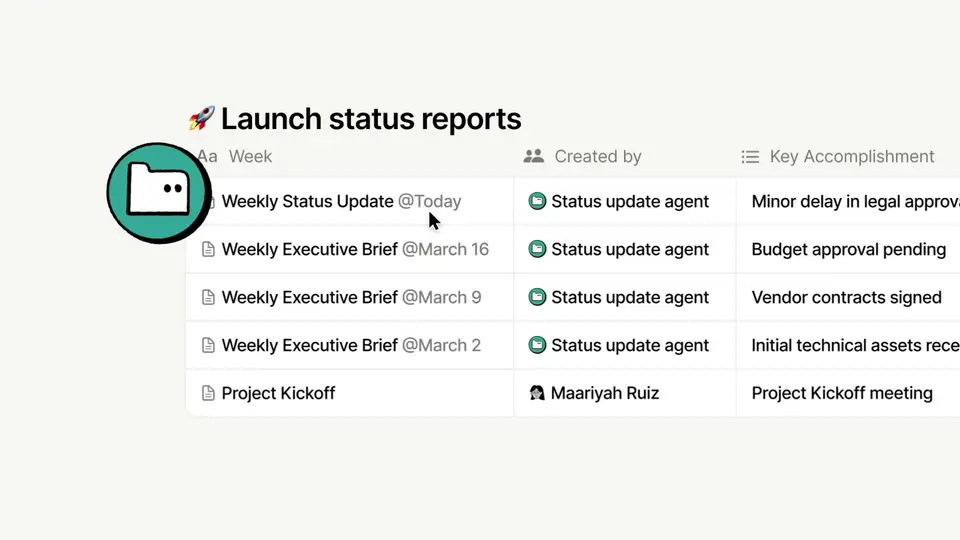 🚀 Launch status reports
Aa Week Created by Key Accomplishment
Weekly Status Update @Today Status update agent Minor delay in legal
Weekly Executive Brief @March 16 Status update agent Budget approval pending
Weekly Executive Brief @March 9 Status update agent Vendor contracts signed
Weekly Executive Brief @March 2 Status update agent Initial technical assets
Project Kickoff Maariyah Ruiz Project Kickoff meeting